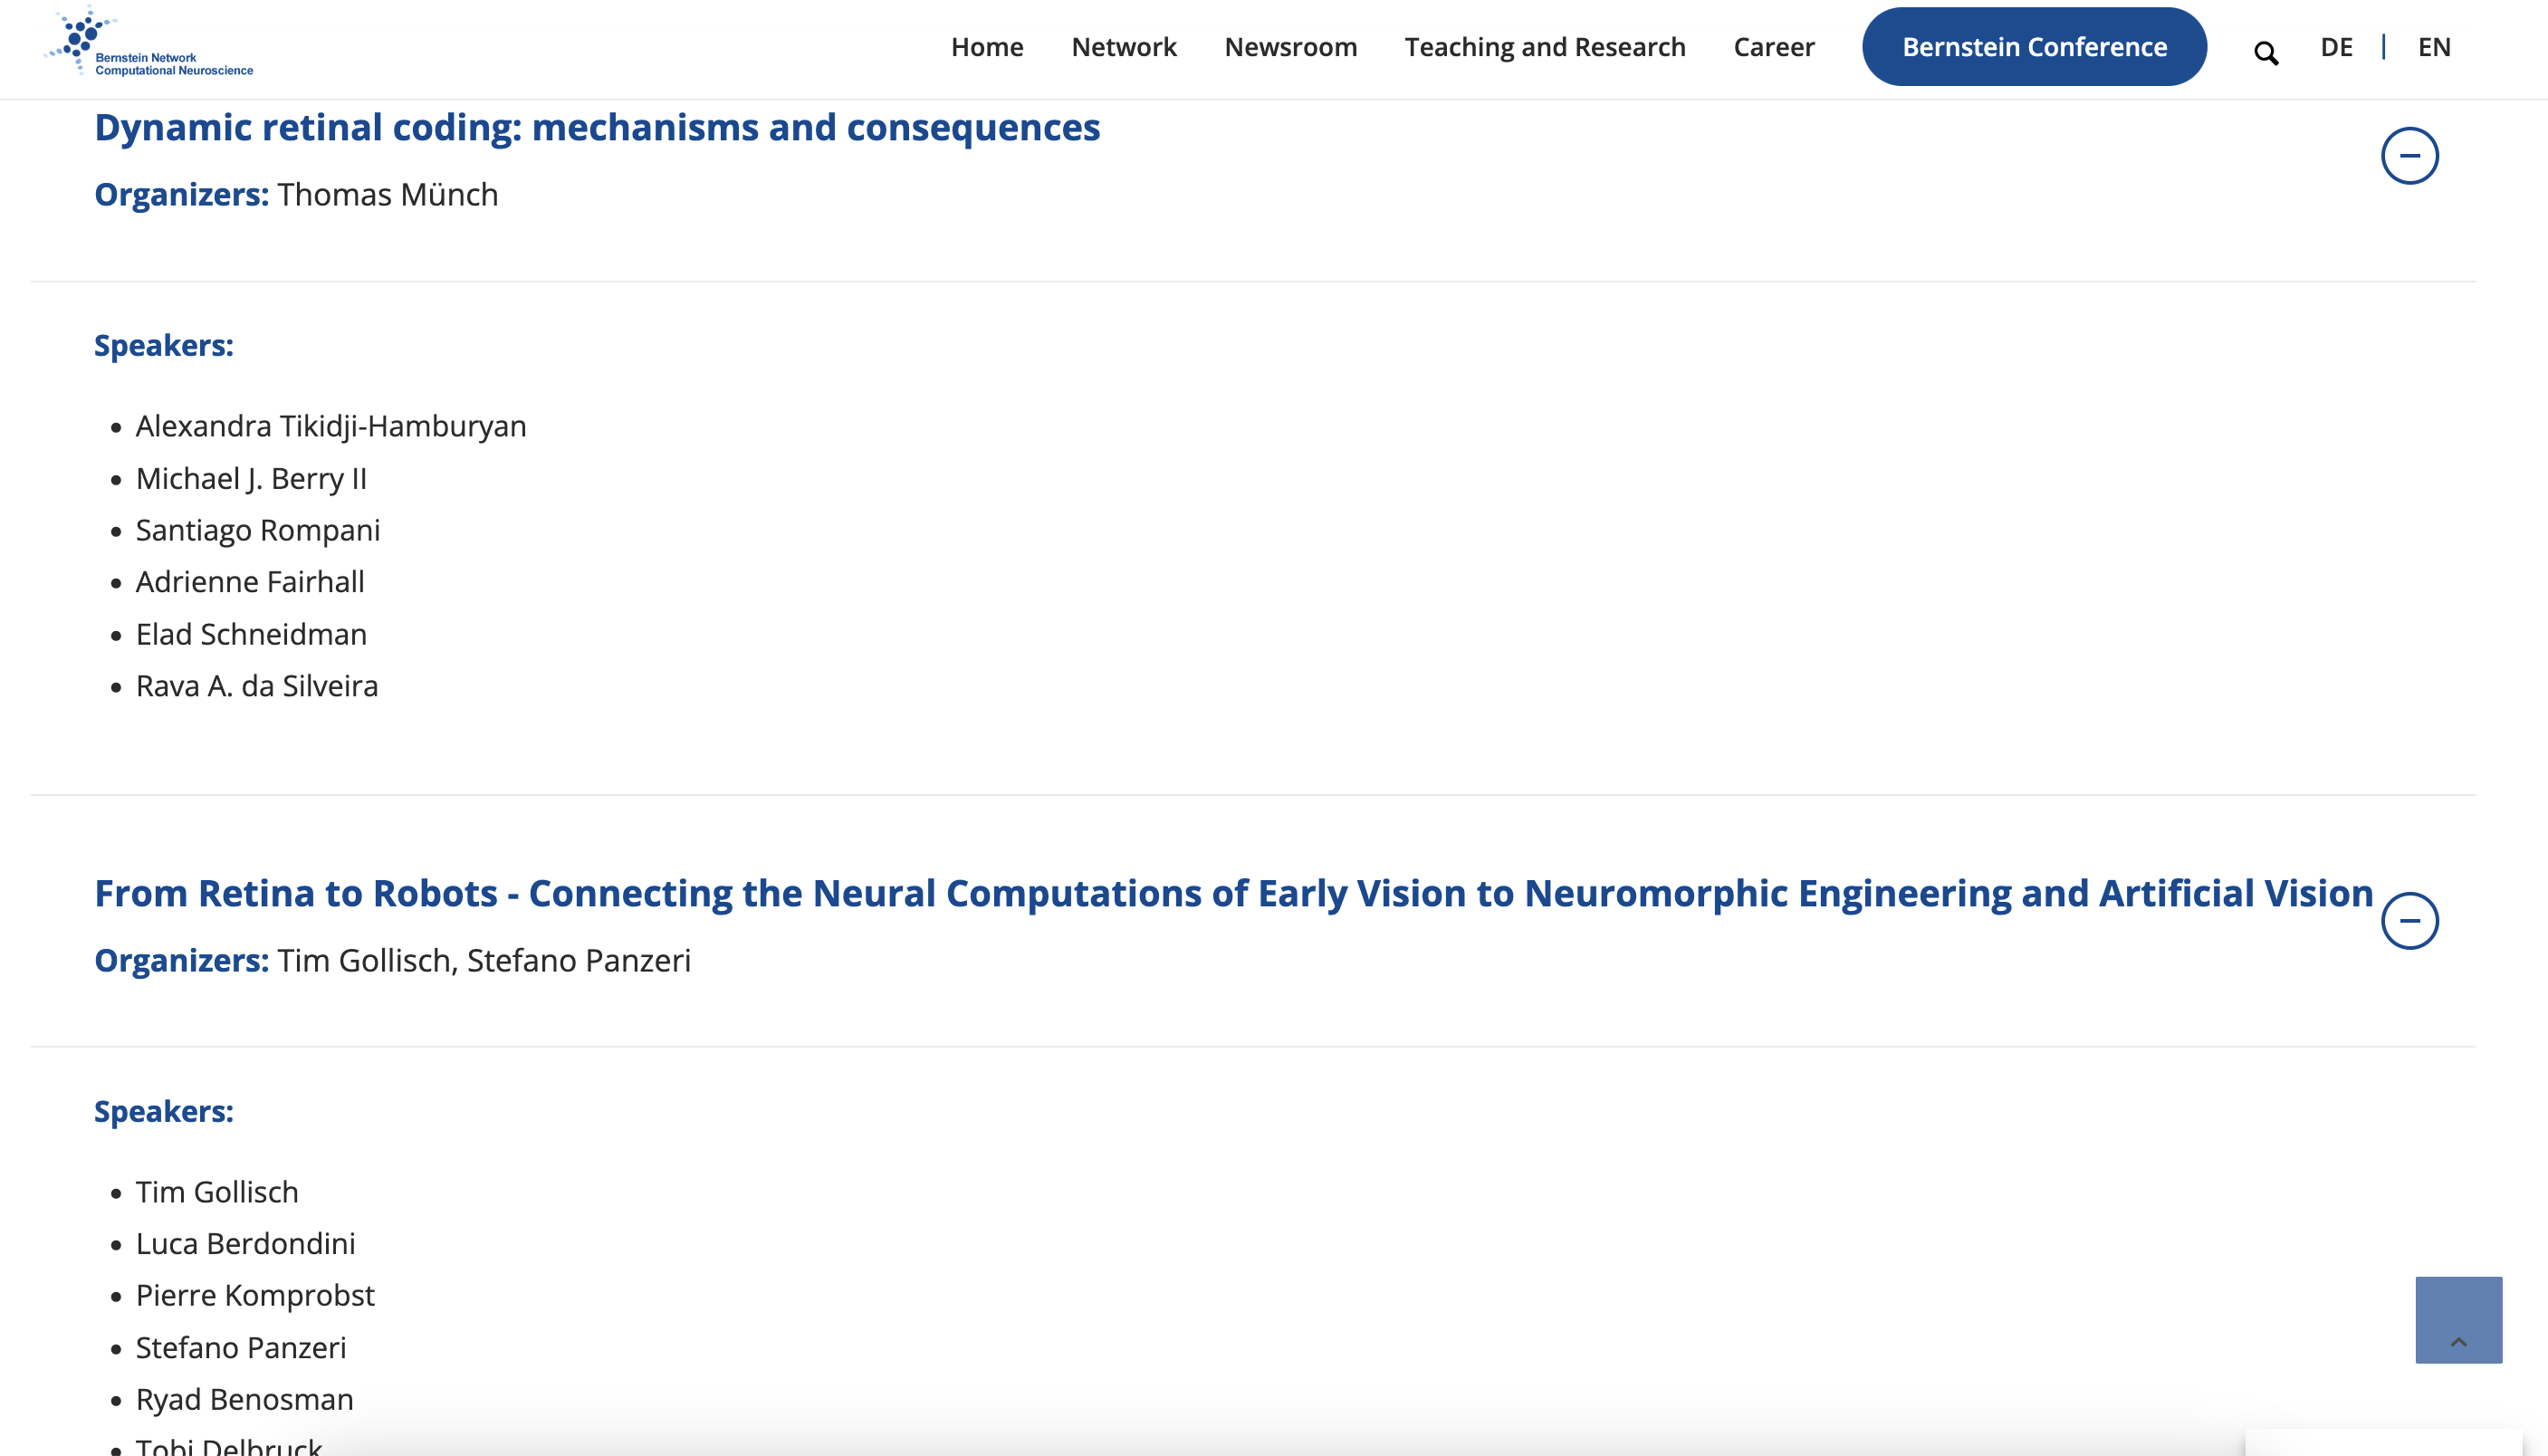 Bernstein Network
Computational Neuroscience
Home Network Newsroom Teaching and Research Career Bernstein Conference DE | EN
Dynamic retinal coding: mechanisms and consequences
Organizers: Thomas Münch
Speakers:
• Alexandra Tikidji-Hamburyan
• Michael J. Berry II
• Santiago Rompani
• Adrienne Fairhall
• Elad Schneidman
• Rava A. da Silveira
From Retina to Robots - Connecting the Neural Computations of Early Vision to Neuromorphic Engineering and Artificial Vision
Organizers: Tim Gollisch, Stefano Panzeri
Speakers:
• Tim Gollisch
• Luca Berdondini
• Pierre Komprobst
• Stefano Panzeri
• Ryad Benosman
• Tobi Delbruck